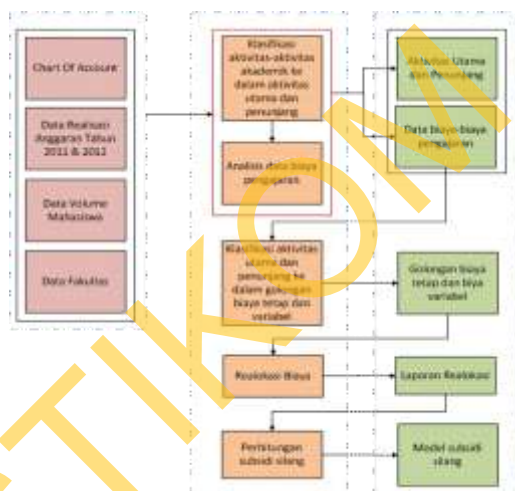 Chart Of Account
Data Realisasi
Anggaran Tahun
2011 & 2012
Data Volume
Mahasiswa
Data Fakultas
Klasifikasi
aktivitas-aktivitas
akademik ke
dalam aktivitas
utama dan
penunjang
Analisis data biaya
pengajaran
Klasifikasi aktivitas
utama dan
penunjang ke
dalam golongan
biaya tetap dan
variabel
Realokasi Biaya
Perhitungan
subsidi silang
Aktivitas Utama
dan Penunjang
Data biaya-biaya
pengajaran
Golongan biaya
tetap dan biya
variabel
Laporan Realokasi
Model subsidi
silang
TIKOM